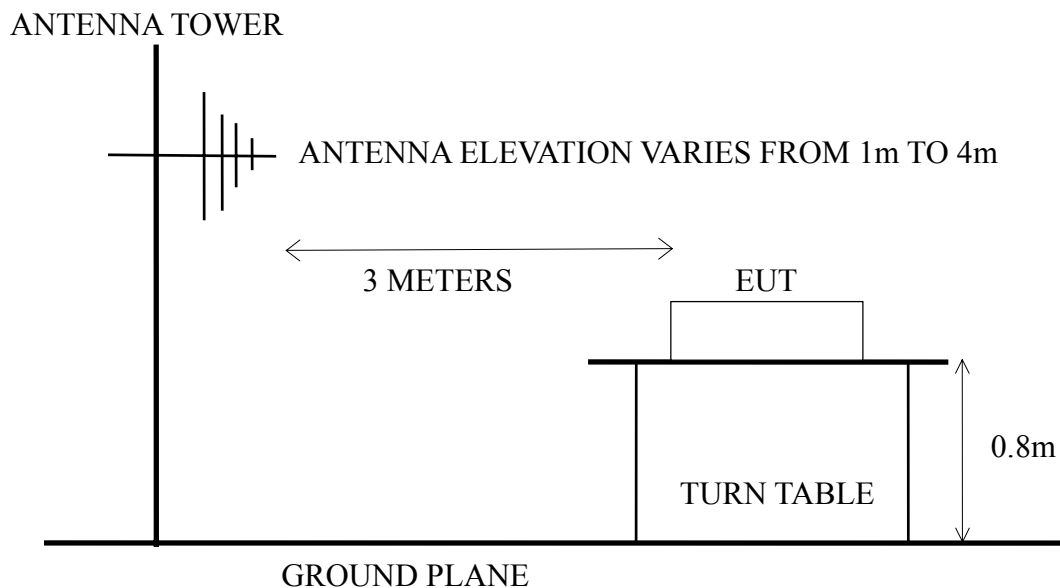 ANTENNA TOWER
ANTENNA ELEVATION VARIES FROM 1m TO 4m
3 METERS
EUT
0.8m
TURN TABLE
GROUND PLANE